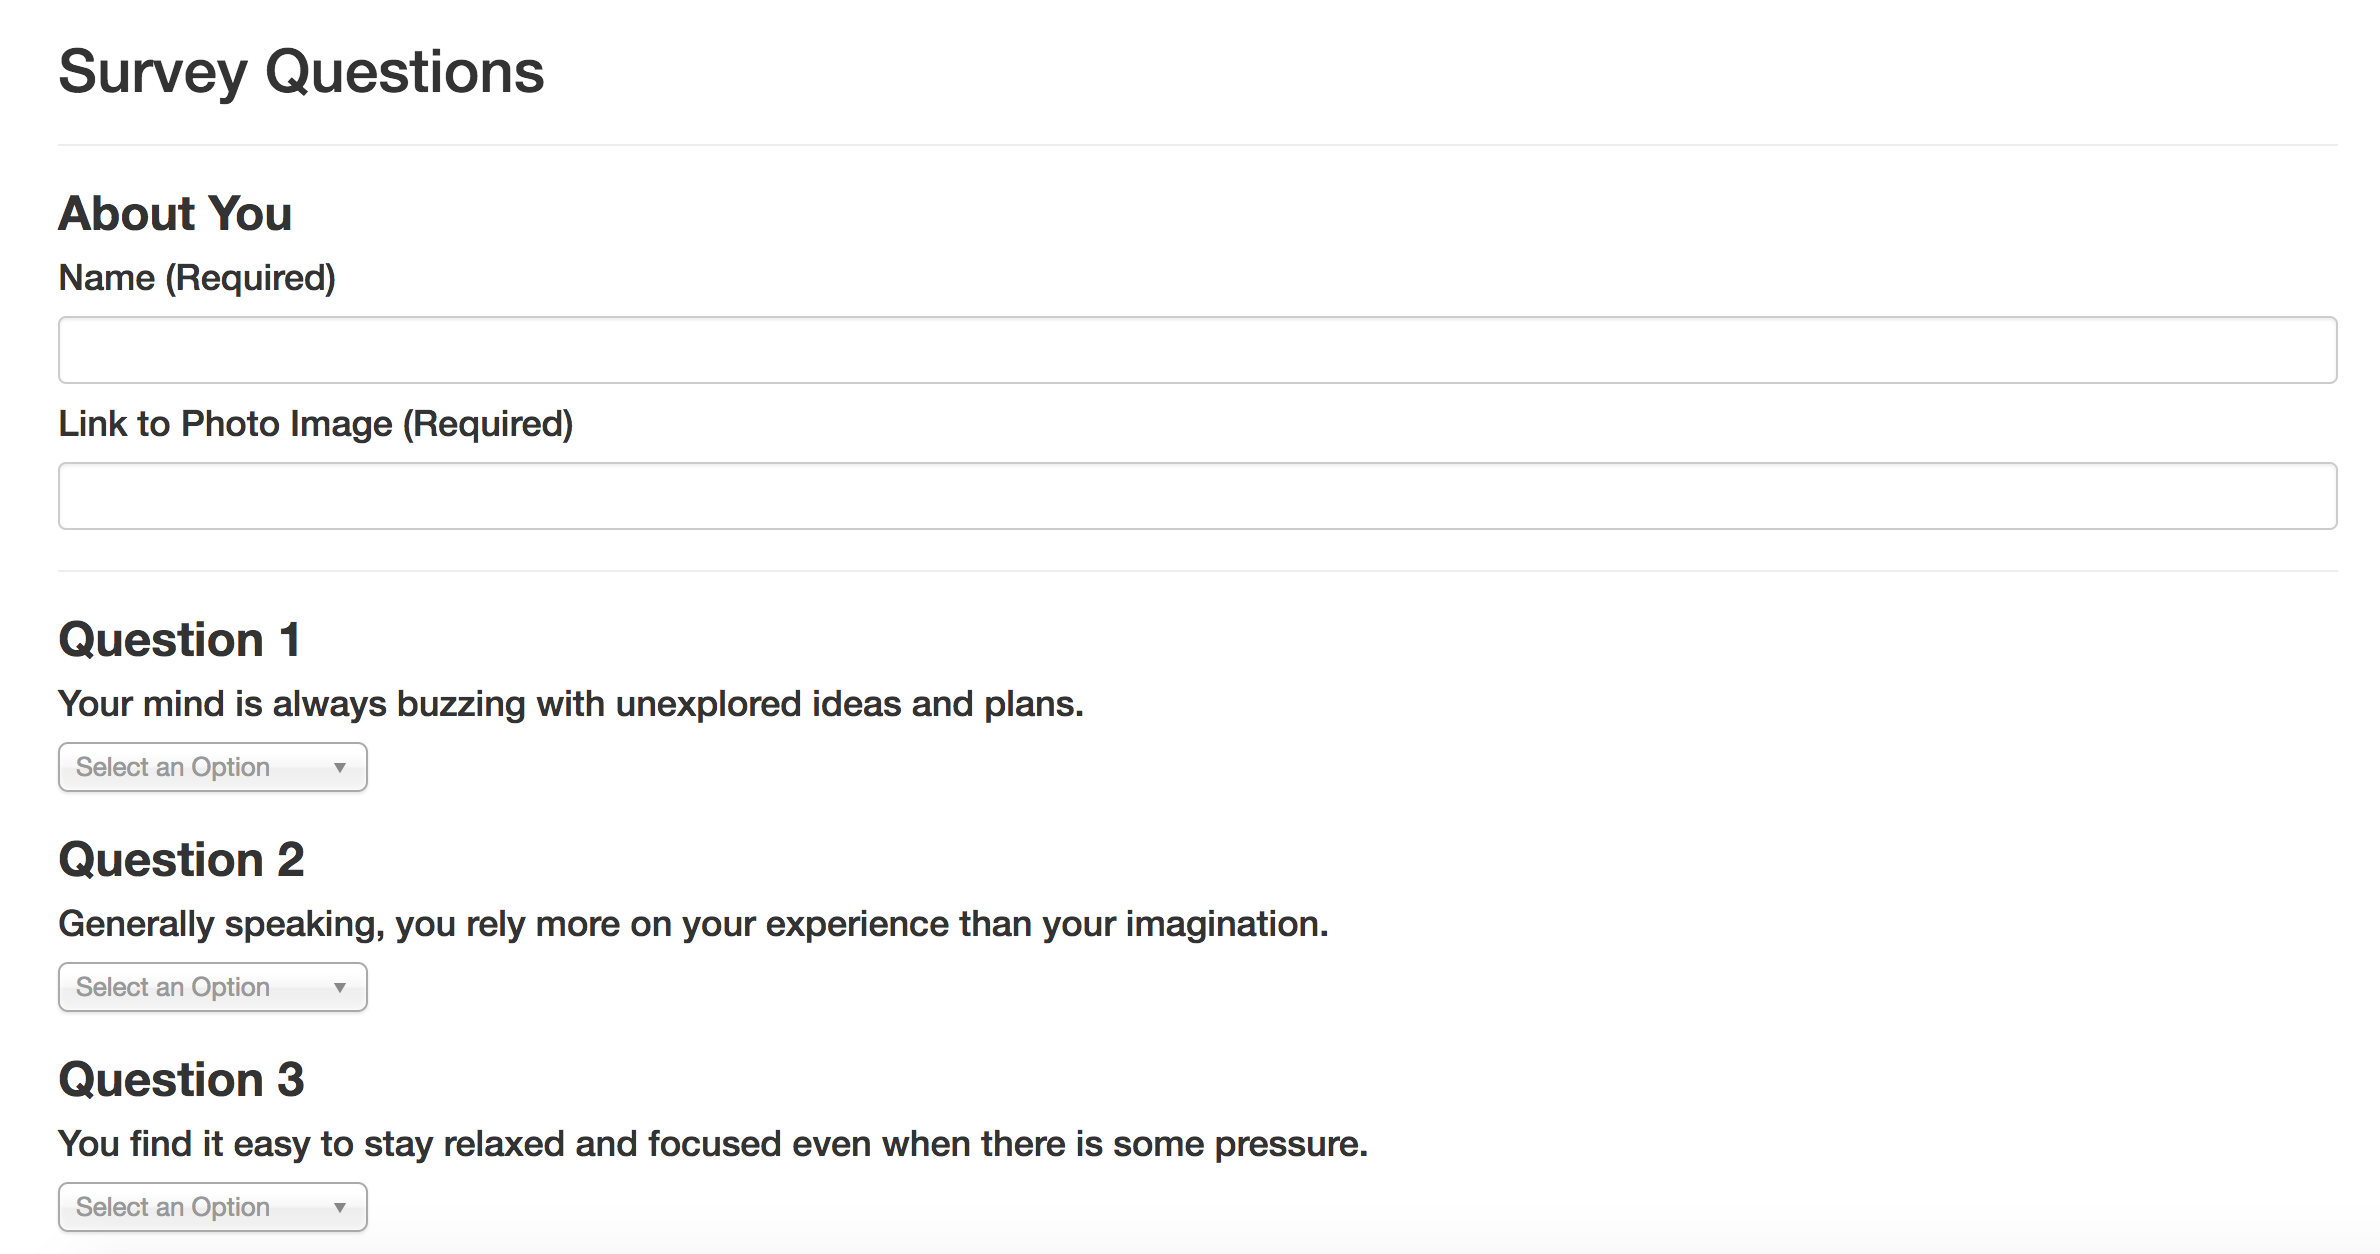 Survey Questions
About You
Name (Required)
Link to Photo Image (Required)
Question 1
Your mind is always buzzing with unexplored ideas and plans.
Select an Option
Question 2
Generally speaking, you rely more on your experience than your imagination.
Select an Option
Question 3
You find it easy to stay relaxed and focused even when there is some pressure.
Select an Option